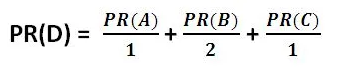 PR(D) = PR(A)/1 + PR(B)/2 + PR(C)/1